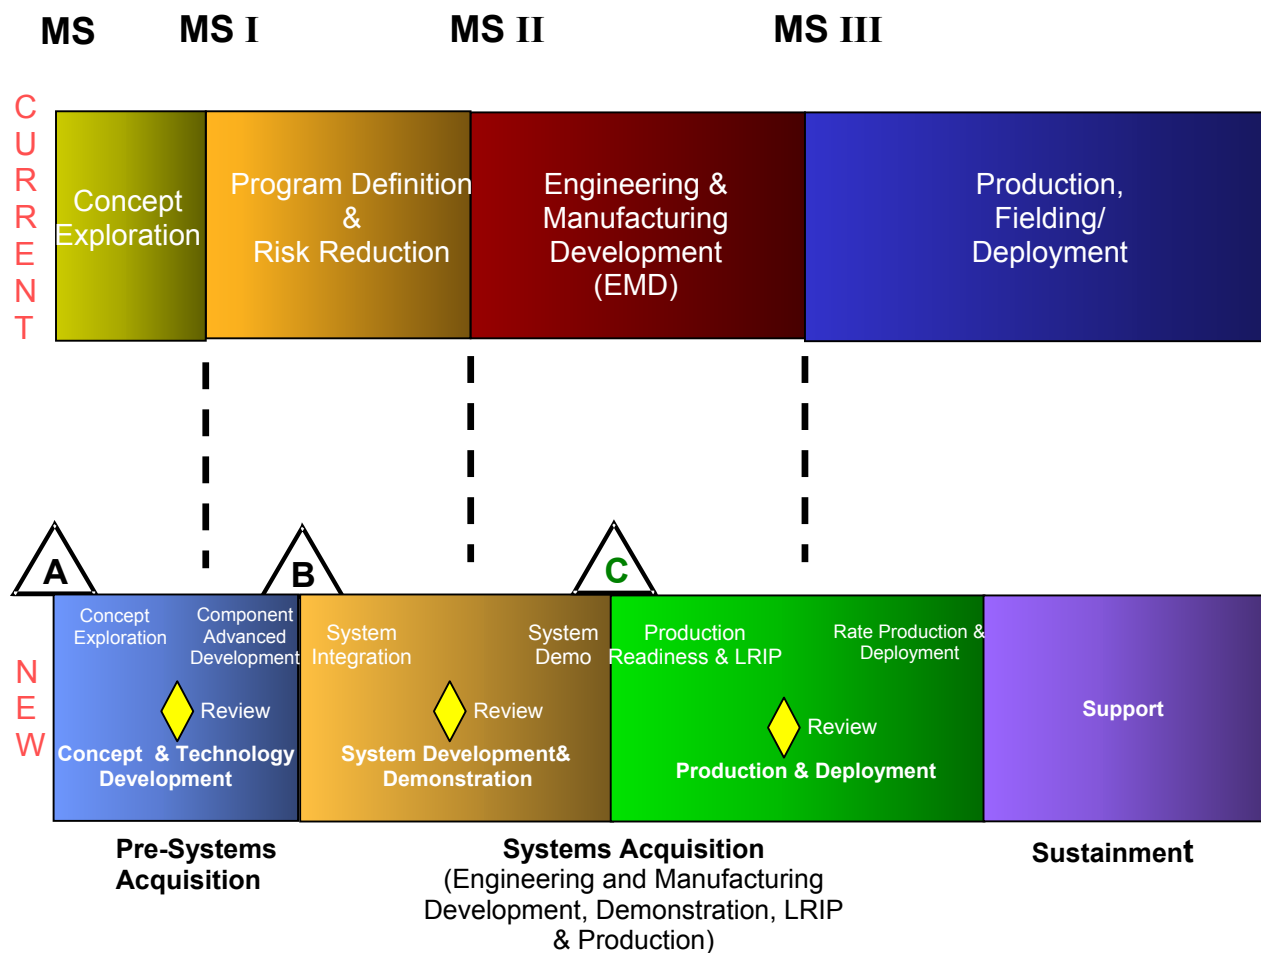 MS
MS I
MS II
MS III
CURRENT
Concept
Exploration
Program Definition
&
Risk Reduction
Engineering &
Manufacturing
Development
(EMD)
Production,
Fielding/
Deployment
A
B
C
NEW
Concept
Exploration
Component
Advanced
Development
Review
Concept & Technology
Development
System
Integration
System
Demo
Review
System Development&
Demonstration
Production
Readiness & LRIP
Rate Production &
Deployment
Review
Production & Deployment
Support
Pre-Systems
Acquisition
Systems Acquisition
(Engineering and Manufacturing
Development, Demonstration, LRIP
& Production)
Sustainment